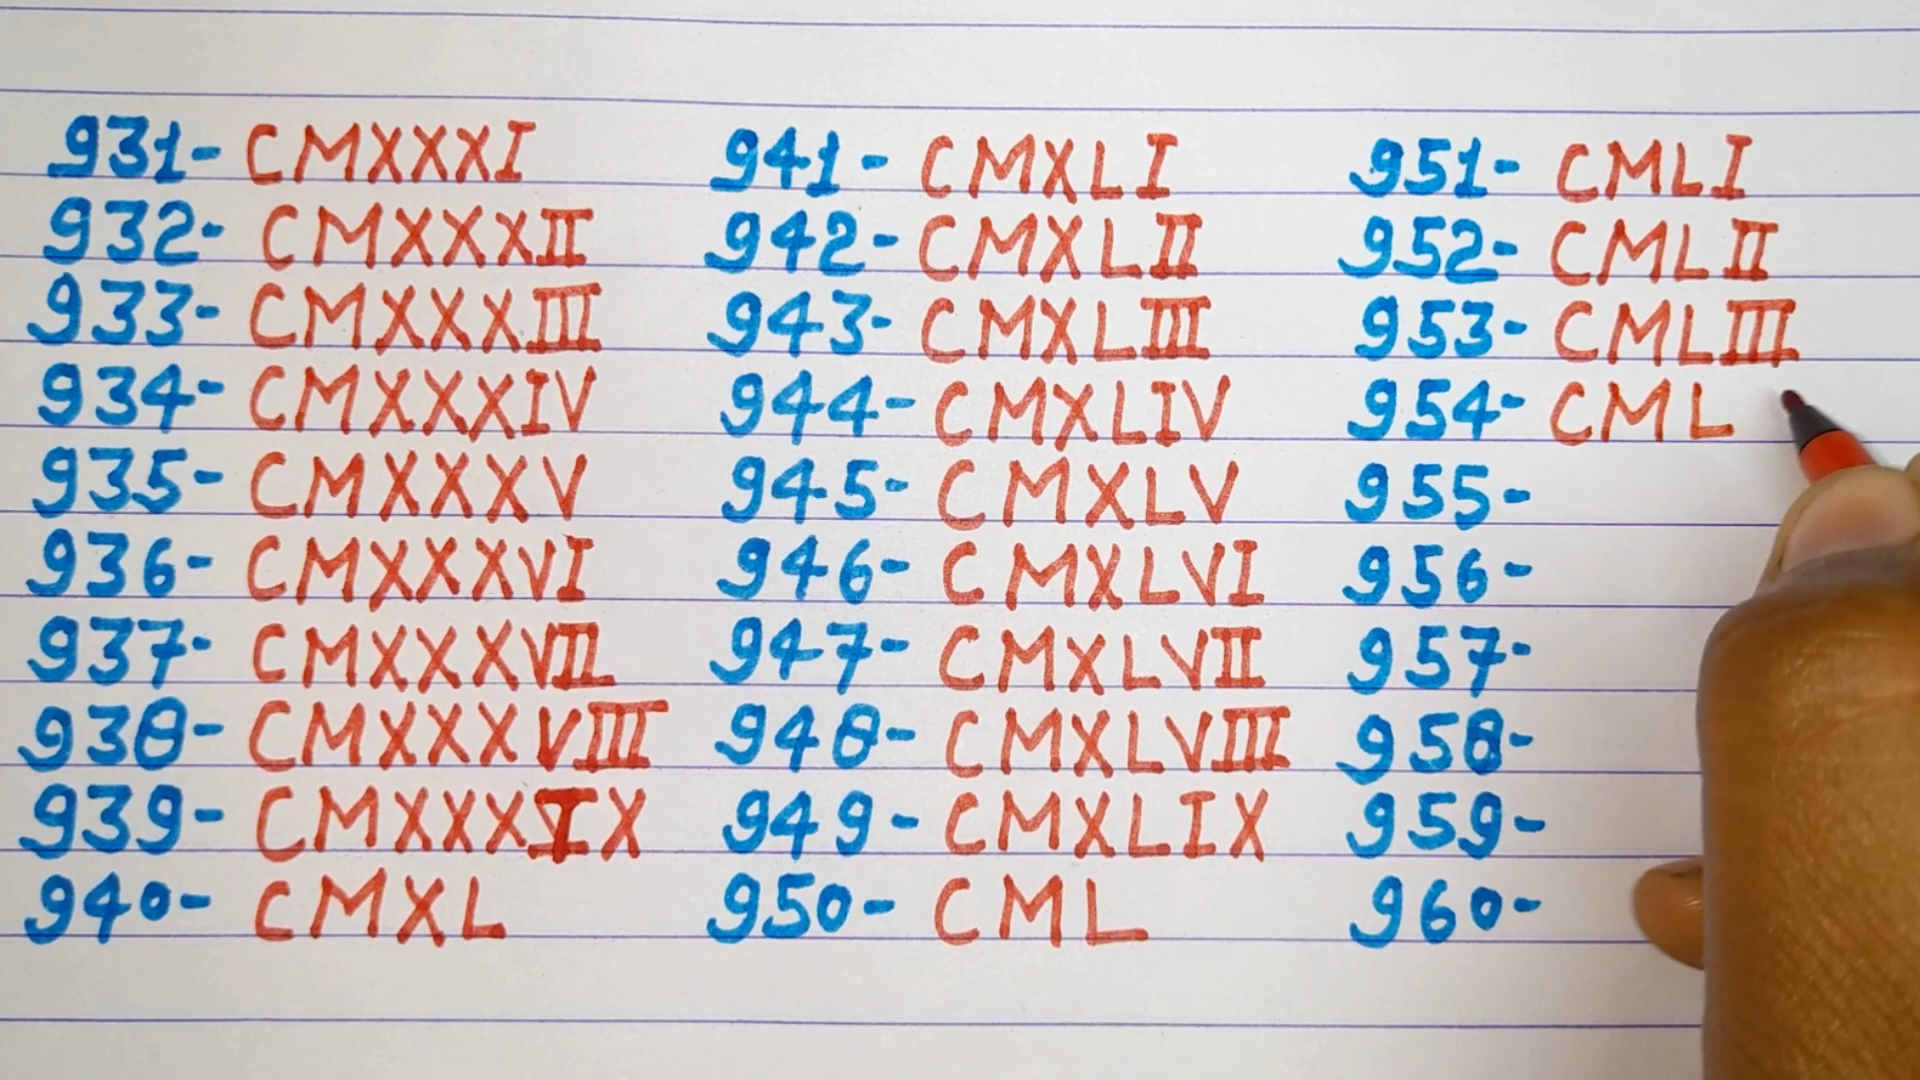 931- CMXXXI
932- CMXXXII
933- CMXXXIII
934- CMXXXIV
935- CMXXXV
936- CMXXXVI
937- CMXXXVII
938- CMXXXVIII
939- CMXXXIX
940- CMXL
941- CMXLI
942- CMXLII
943- CMXLIII
944- CMXLIV
945- CMXLV
946- CMXLVI
947- CMXLVII
948- CMXLVIII
949- CMXLIX
950- CML
951- CMLI
952- CMLII
953- CMLIII
954- CML
955-
956-
957-
958-
959-
960-